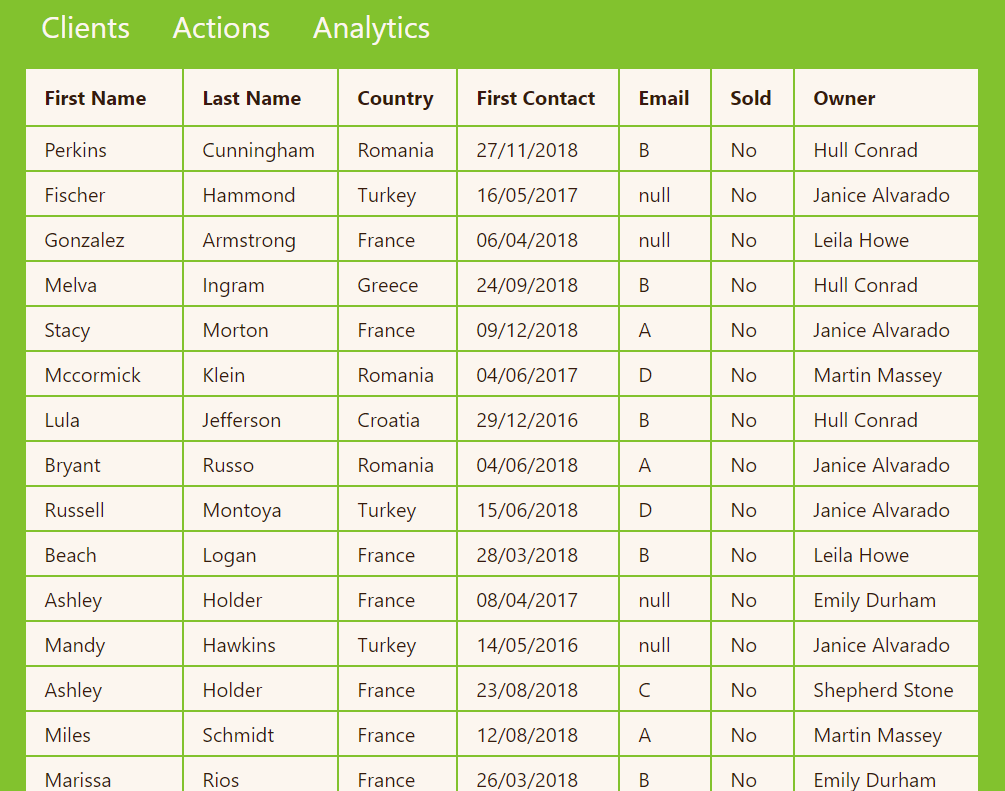 Clients Actions Analytics
First Name Last Name Country First Contact Email Sold Owner
Perkins Cunningham Romania 27/11/2018 B No Hull Conrad
Fischer Hammond Turkey 16/05/2017 null No Janice Alvarado
Gonzalez Armstrong France 06/04/2018 null No Leila Howe
Melva Ingram Greece 24/09/2018 B No Hull Conrad
Stacy Morton France 09/12/2018 A No Janice Alvarado
Mccormick Klein Romania 04/06/2017 D No Martin Massey
Lula Jefferson Croatia 29/12/2016 B No Hull Conrad
Bryant Russo Romania 04/06/2018 A No Janice Alvarado
Russell Montoya Turkey 15/06/2018 D No Janice Alvarado
Beach Logan France 28/03/2018 B No Leila Howe
Ashley Holder France 08/04/2017 null No Emily Durham
Mandy Hawkins Turkey 14/05/2016 null No Janice Alvarado
Ashley Holder France 23/08/2018 C No Shepherd Stone
Miles Schmidt France 12/08/2018 A No Martin Massey
Marissa Rios France 26/03/2018 B No Emily Durham